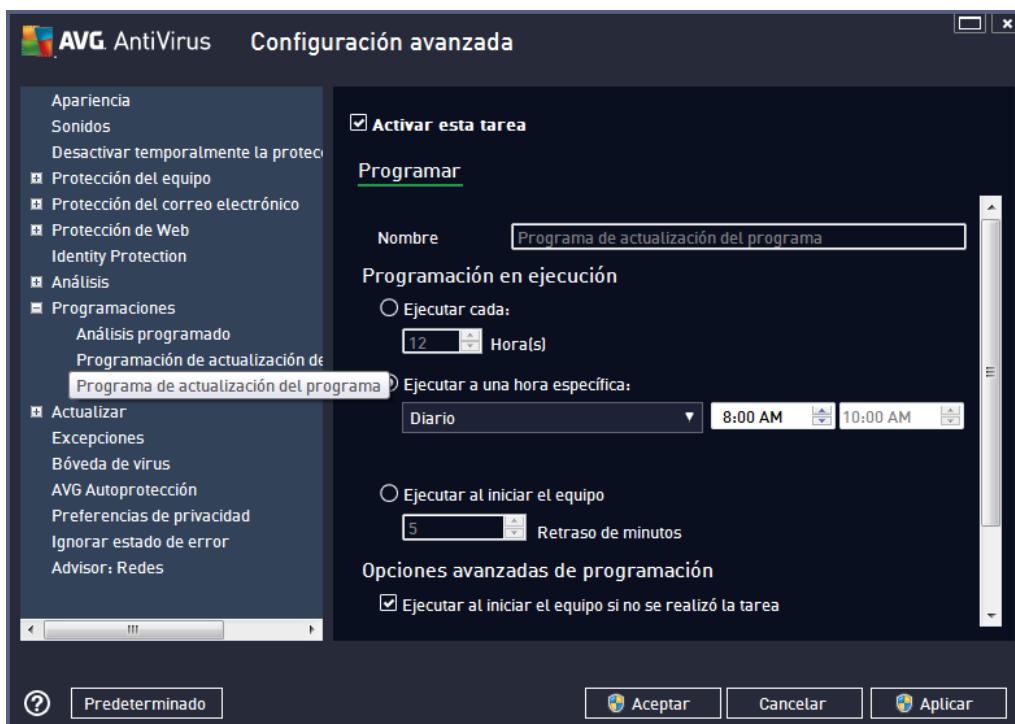 AVG. AntiVirus Configuración avanzada
Apariencia
Sonidos
Desactivar temporalmente la protec
Protección del equipo
Protección del correo electrónico
Protección de Web
Identity Protection
Análisis
Programaciones
Análisis programado
Programación de actualización de
Programa de actualización del programa
Actualizar
Excepciones
Bóveda de virus
AVG Autoprotección
Preferencias de privacidad
Ignorar estado de error
Advisor: Redes
Activar esta tarea
Programar
Nombre Programa de actualización del programa
Programación en ejecución
Ejecutar cada:
12 Hora(s)
Ejecutar a una hora específica:
Diario 8:00 AM 10:00 AM
Ejecutar al iniciar el equipo
5 Retraso de minutos
Opciones avanzadas de programación
Ejecutar al iniciar el equipo si no se realizó la tarea
? Predeterminado Aceptar Cancelar Aplicar